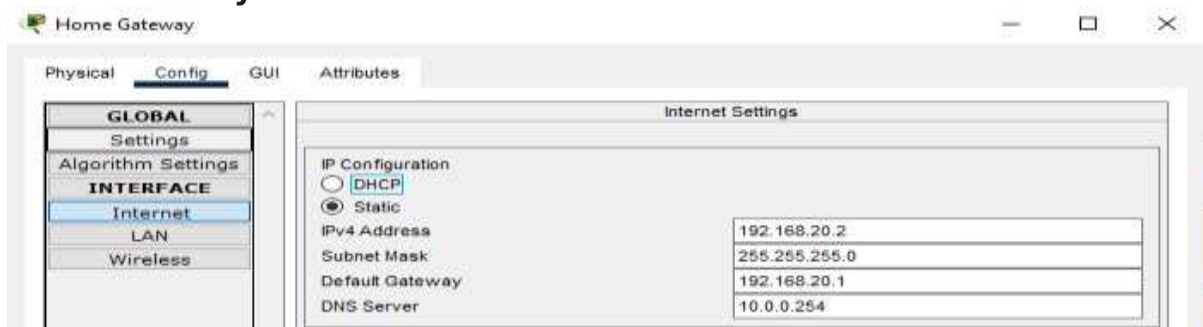 Home Gateway
Physical Config GUI Attributes
GLOBAL
Settings
Algorithm Settings
INTERFACE
Internet
LAN
Wireless
Internet Settings
IP Configuration
DHCP
Static
IPv4 Address 192.168.20.2
Subnet Mask 255.255.255.0
Default Gateway 192.168.20.1
DNS Server 10.0.0.254